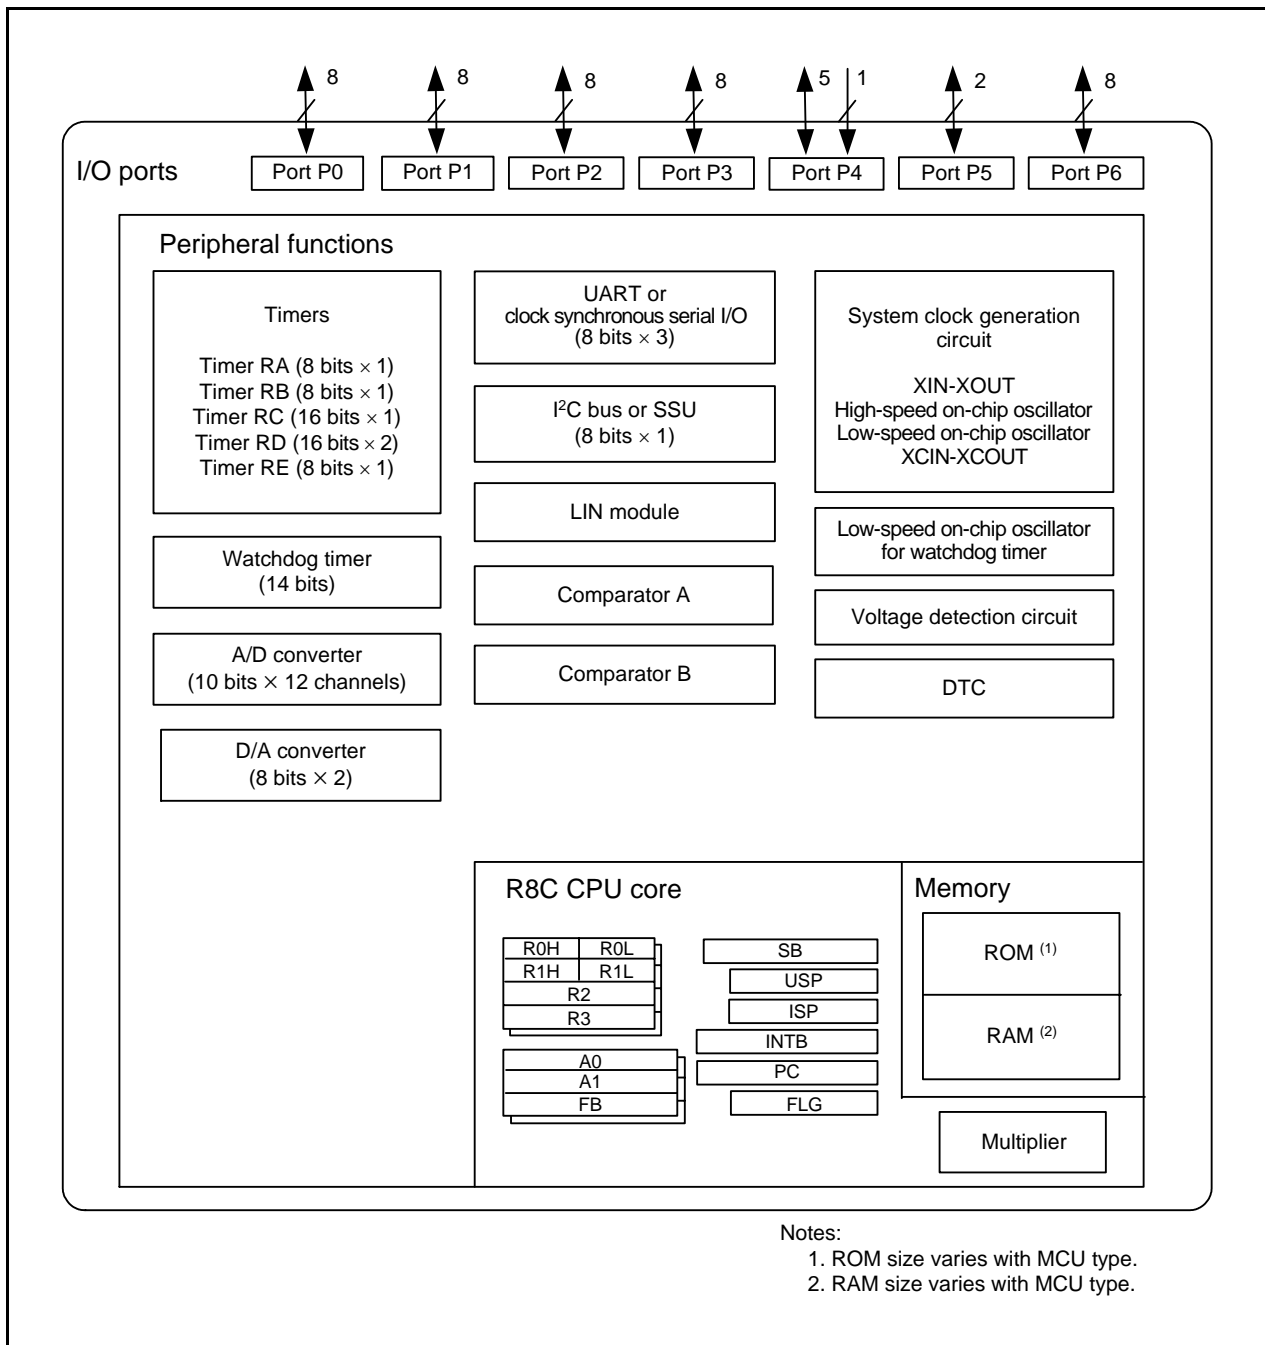 8 8 8 8 5 1 2 8
I/O ports
Port P0 Port P1 Port P2 Port P3 Port P4 Port P5 Port P6
Peripheral functions
Timers
Timer RA (8 bits × 1)
Timer RB (8 bits × 1)
Timer RC (16 bits × 1)
Timer RD (16 bits × 2)
Timer RE (8 bits × 1)
Watchdog timer
(14 bits)
A/D converter
(10 bits × 12 channels)
D/A converter
(8 bits × 2)
UART or
clock synchronous serial I/O
(8 bits × 3)
I²C bus or SSU
(8 bits × 1)
LIN module
Comparator A
Comparator B
System clock generation
circuit
XIN-XOUT
High-speed on-chip oscillator
Low-speed on-chip oscillator
XCIN-XCOUT
Low-speed on-chip oscillator
for watchdog timer
Voltage detection circuit
DTC
R8C CPU core
R0H R0L
R1H R1L
R2
R3
A0
A1
FB
SB
USP
ISP
INTB
PC
FLG
Memory
ROM (1)
RAM (2)
Multiplier
Notes:
1. ROM size varies with MCU type.
2. RAM size varies with MCU type.